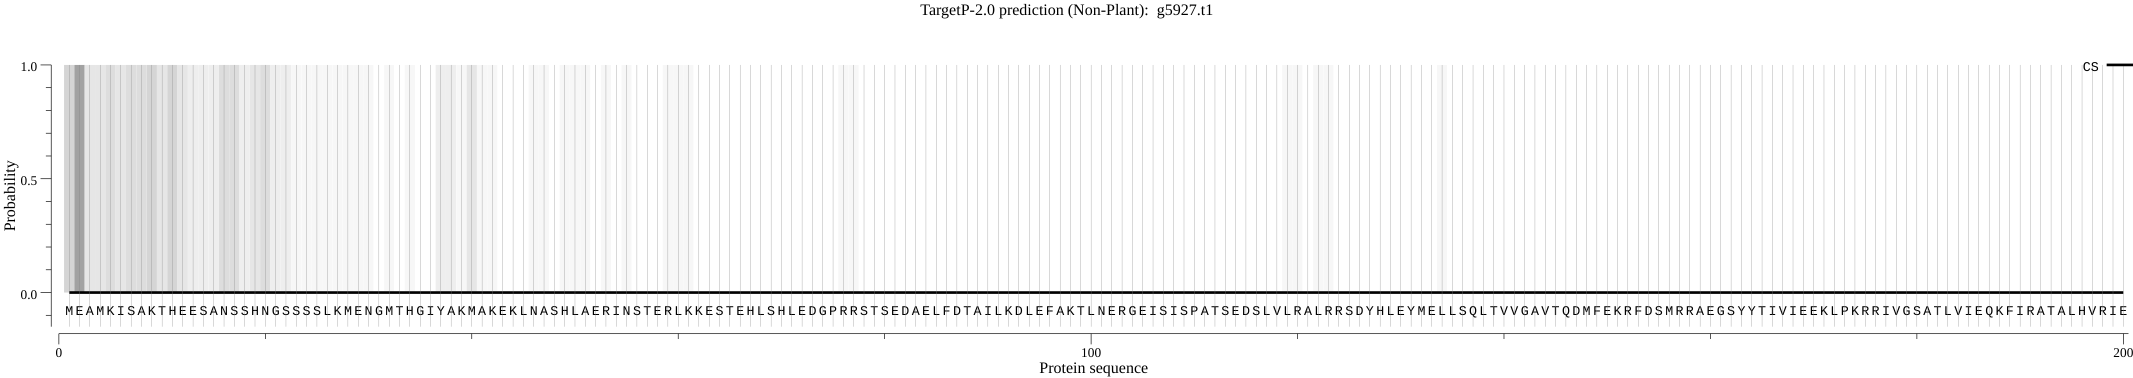 TargetP-2.0 prediction (Non-Plant): g5927.t1
1.0
CS
0.5
Probability
0.0
MEAMKISAKTHEESANSSHNGSSSSLKMENGMTHGIYAKMAKEKLNASHLAERINSTERLKKESTEHLSHLEDGPRRSTSEDAELFDTAILKDLEFAKTLNERGEISISPATSEDSLVLRALRRSDYHLEYMELLSQLTVVGAVTQDMFEKRFDSMRRAEGSYYTIVIEEKLPKRRIVGSATLVIEQKFIRATALHVRIE
0
100
200
Protein sequence